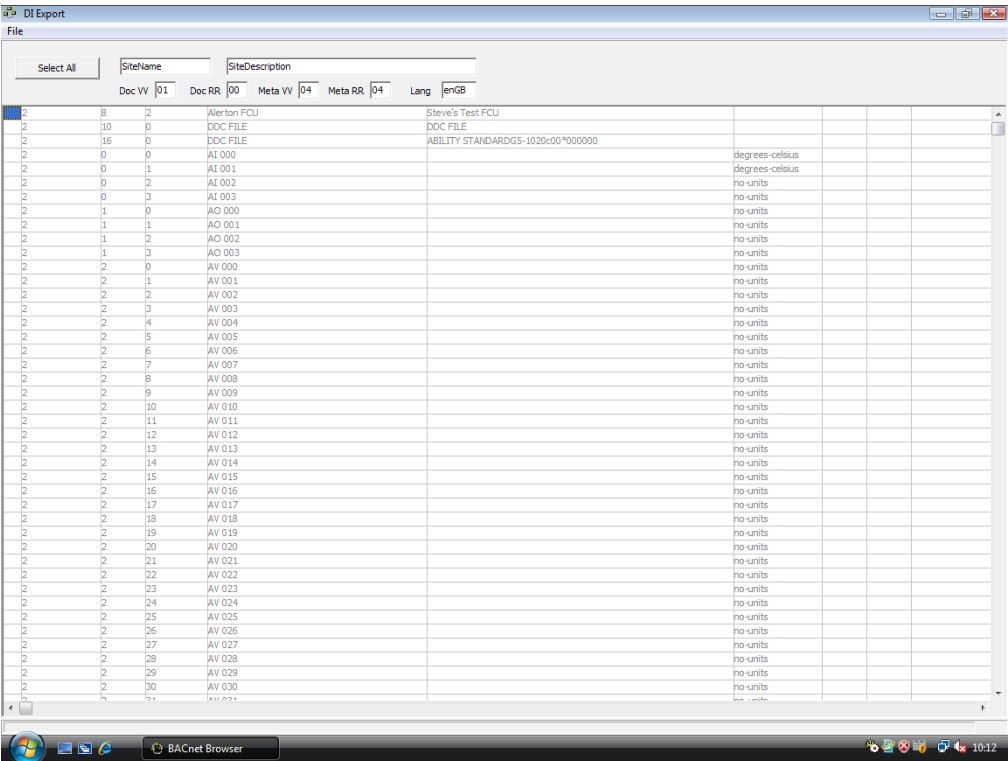 DI Export
File
Select All SiteName SiteDescription
Doc VV 01 Doc RR 00 Meta VV 04 Meta RR 04 Lang enGB
2 8 2 Alerton FCU Steve's Test FCU
2 10 0 DDC FILE DDC FILE
2 16 0 DDC FILE ABILITY STANDARDG5-1020c00*000000
2 0 0 AI 000 degrees-celsius
2 0 1 AI 001 degrees-celsius
2 0 2 AI 002 no-units
2 0 3 AI 003 no-units
2 1 0 AO 000 no-units
2 1 1 AO 001 no-units
2 1 2 AO 002 no-units
2 1 3 AO 003 no-units
2 2 0 AV 000 no-units
2 2 1 AV 001 no-units
2 2 2 AV 002 no-units
2 2 3 AV 003 no-units
2 2 4 AV 004 no-units
2 2 5 AV 005 no-units
2 2 6 AV 006 no-units
2 2 7 AV 007 no-units
2 2 8 AV 008 no-units
2 2 9 AV 009 no-units
2 2 10 AV 010 no-units
2 2 11 AV 011 no-units
2 2 12 AV 012 no-units
2 2 13 AV 013 no-units
2 2 14 AV 014 no-units
2 2 15 AV 015 no-units
2 2 16 AV 016 no-units
2 2 17 AV 017 no-units
2 2 18 AV 018 no-units
2 2 19 AV 019 no-units
2 2 20 AV 020 no-units
2 2 21 AV 021 no-units
2 2 22 AV 022 no-units
2 2 23 AV 023 no-units
2 2 24 AV 024 no-units
2 2 25 AV 025 no-units
2 2 26 AV 026 no-units
2 2 27 AV 027 no-units
2 2 28 AV 028 no-units
2 2 29 AV 029 no-units
2 2 30 AV 030 no-units
2 2 31 AV 031 no-units
BACnet Browser 10:12